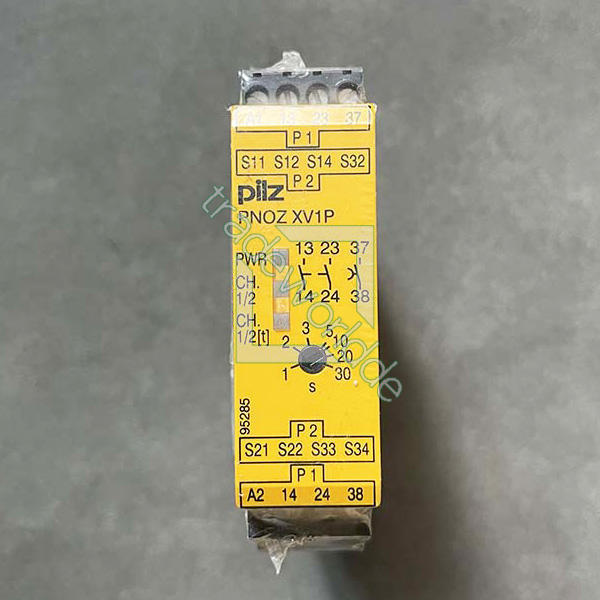 A1 13 23 37
P 1
S11 S12 S14 S32
P 2
pilz
PNOZ XV1P
13 23 37
PWR
CH.
1/2
14 24 38
CH.
1/2[t]
3 5
2 10
20
1 30
s
95285
P 2
S21 S22 S33 S34
P 1
A2 14 24 38
tradeworldde